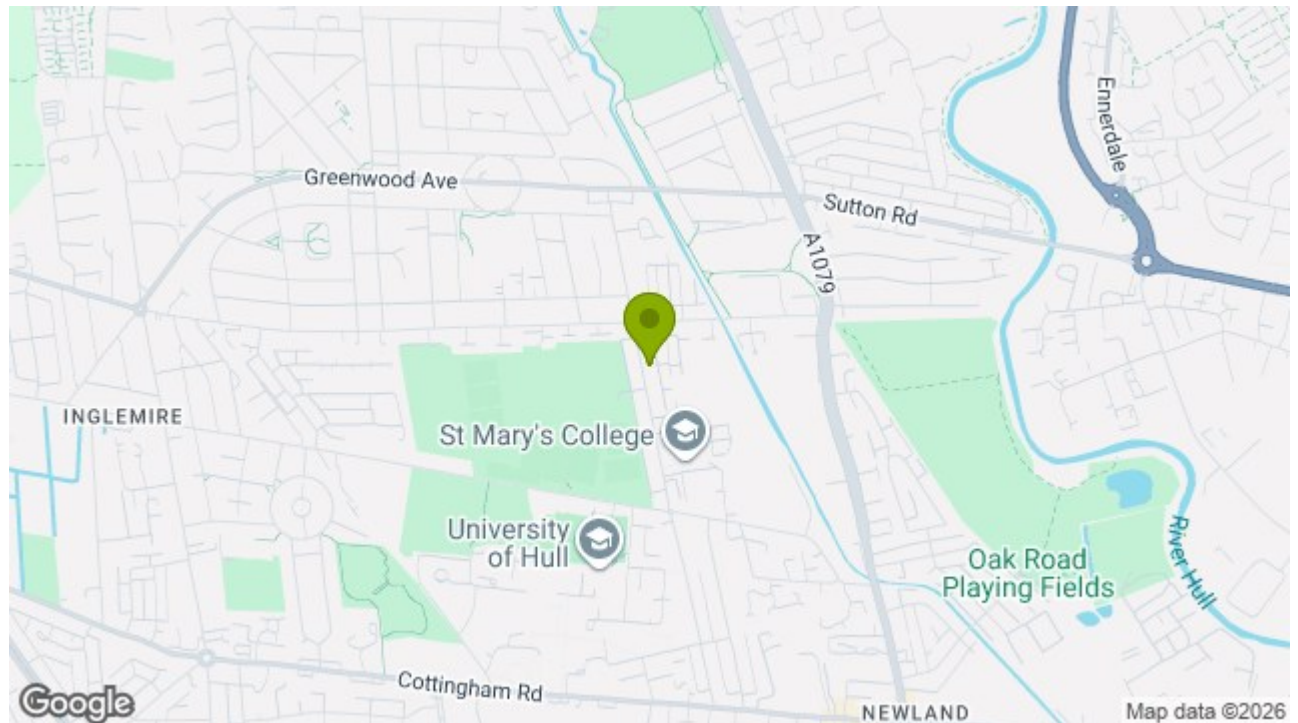 Ennerdale
Greenwood Ave
Sutton Rd
A1079
INGLEMIRE
St Mary's College
University
of Hull
Oak Road
Playing Fields
River Hull
Cottingham Rd
NEWLAND
Google
Map data ©2026